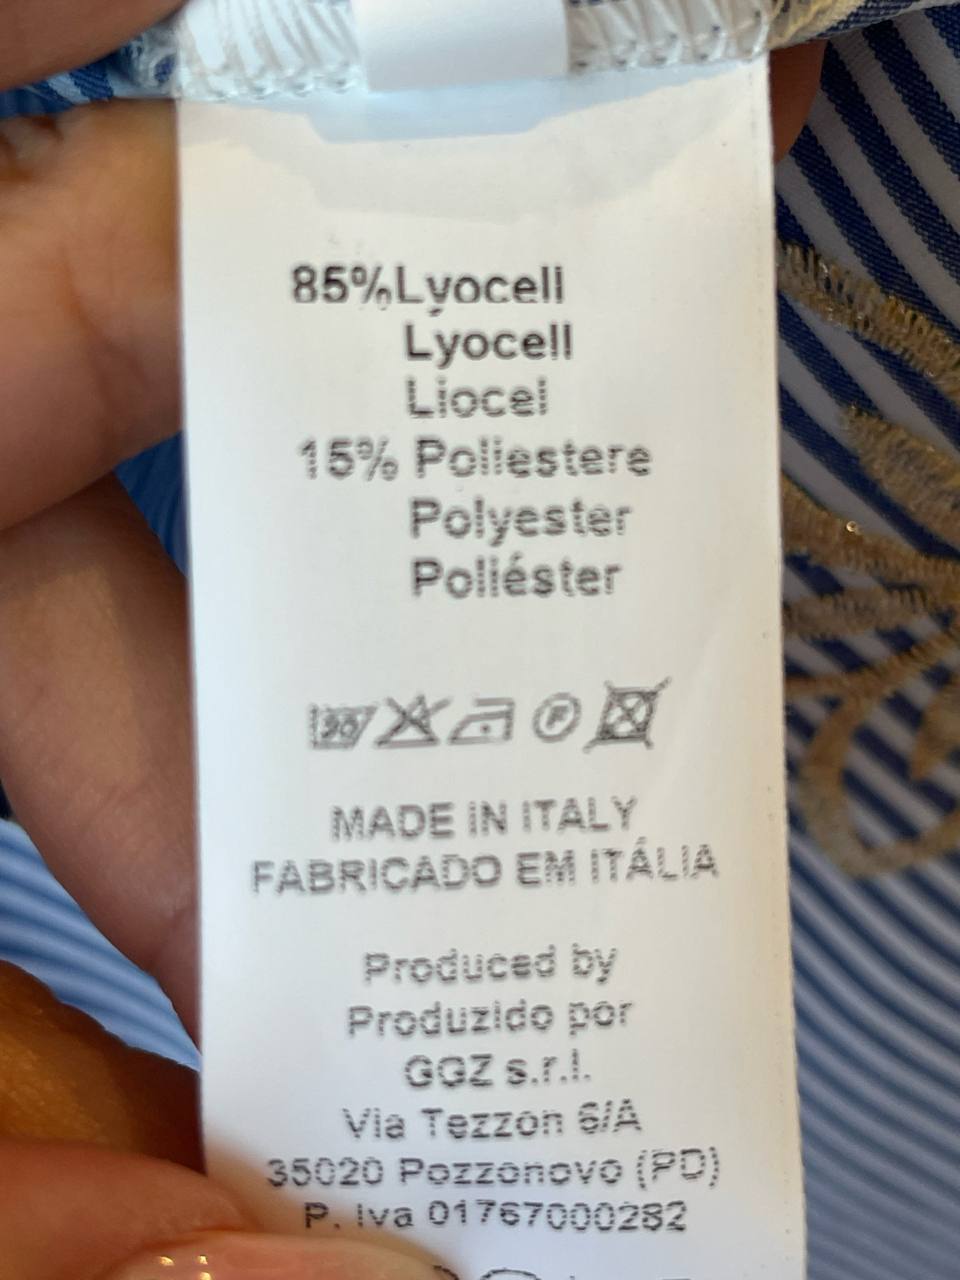 85%Lyocell
Lyocell
Liocel
15% Poliestere
Polyester
Poliéster
30
P
MADE IN ITALY
FABRICADO EM ITÁLIA
Produced by
Produzido por
GGZ s.r.l.
Via Tezzon 6/A
35020 Pozzonovo (PD)
P. Iva 01767000282